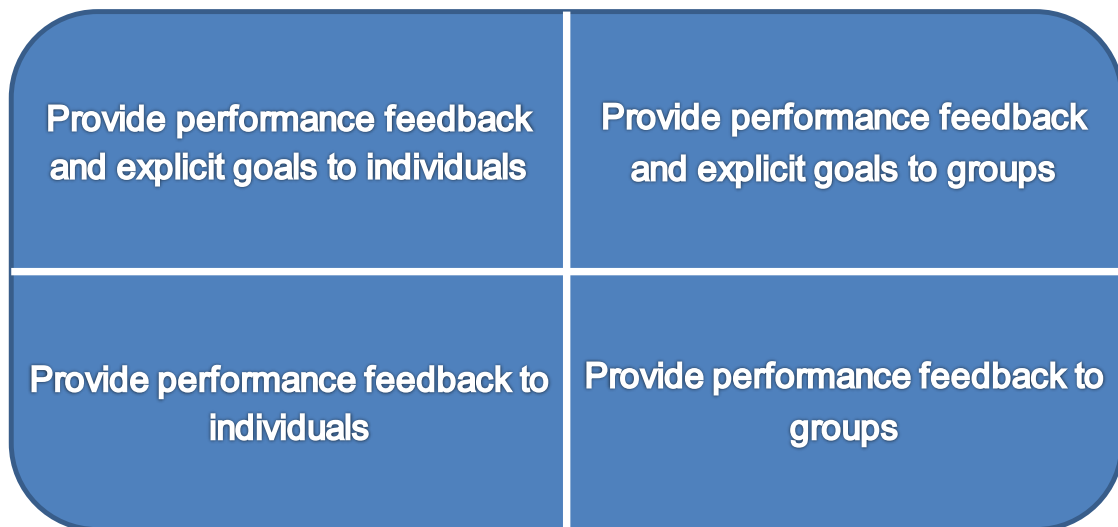 Provide performance feedback
and explicit goals to individuals
Provide performance feedback
and explicit goals to groups
Provide performance feedback to
individuals
Provide performance feedback to
groups